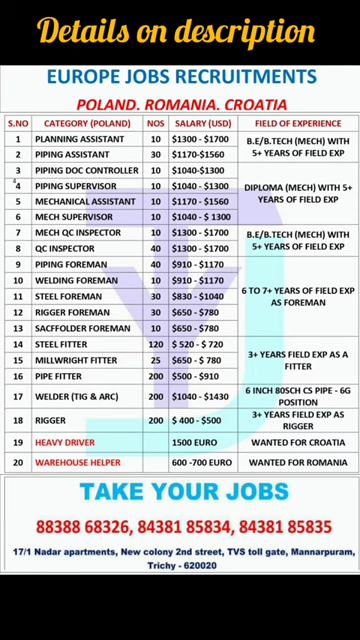 Details on description
EUROPE JOBS RECRUITMENTS
POLAND. ROMANIA. CROATIA
S.NO CATEGORY (POLAND) NOS SALARY (USD) FIELD OF EXPERIENCE
1 PLANNING ASSISTANT 10 $1300 - $1700 B.E/B.TECH (MECH) WITH 5+ YEARS OF FIELD EXP
2 PIPING ASSISTANT 30 $1170-$1560
3 PIPING DOC CONTROLLER 10 $1040-$1300 DIPLOMA (MECH) WITH 5+ YEARS OF FIELD EXP
4 PIPING SUPERVISOR 10 $1040 - $1300
5 MECHANICAL ASSISTANT 10 $1170 - $1560
6 MECH SUPERVISOR 10 $1040 - $ 1300
7 MECH QC INSPECTOR 10 $1300 - $1700 B.E/B.TECH (MECH) WITH 5+ YEARS OF FIELD EXP
8 QC INSPECTOR 40 $1300 - $1700
9 PIPING FOREMAN 40 $910 - $1170 6 TO 7+ YEARS OF FIELD EXP AS FOREMAN
10 WELDING FOREMAN 10 $910 - $1170
11 STEEL FOREMAN 30 $830 - $1040
12 RIGGER FOREMAN 30 $650 - $780
13 SACFFOLDER FOREMAN 10 $650 - $780
14 STEEL FITTER 120 $ 520 - $720 3+ YEARS FIELD EXP AS A FITTER
15 MILLWRIGHT FITTER 25 $650 - $ 780
16 PIPE FITTER 200 $500 - $910
17 WELDER (TIG & ARC) 200 $1040 - $1430 6 INCH 80SCH CS PIPE - 6G POSITION
18 RIGGER 200 $ 400 - $500 3+ YEARS FIELD EXP AS RIGGER
19 HEAVY DRIVER 1500 EURO WANTED FOR CROATIA
20 WAREHOUSE HELPER 600 -700 EURO WANTED FOR ROMANIA
TAKE YOUR JOBS
88388 68326, 84381 85834, 84381 85835
17/1 Nadar apartments, New colony 2nd street, TVS toll gate, Mannarpuram,
Trichy - 620020